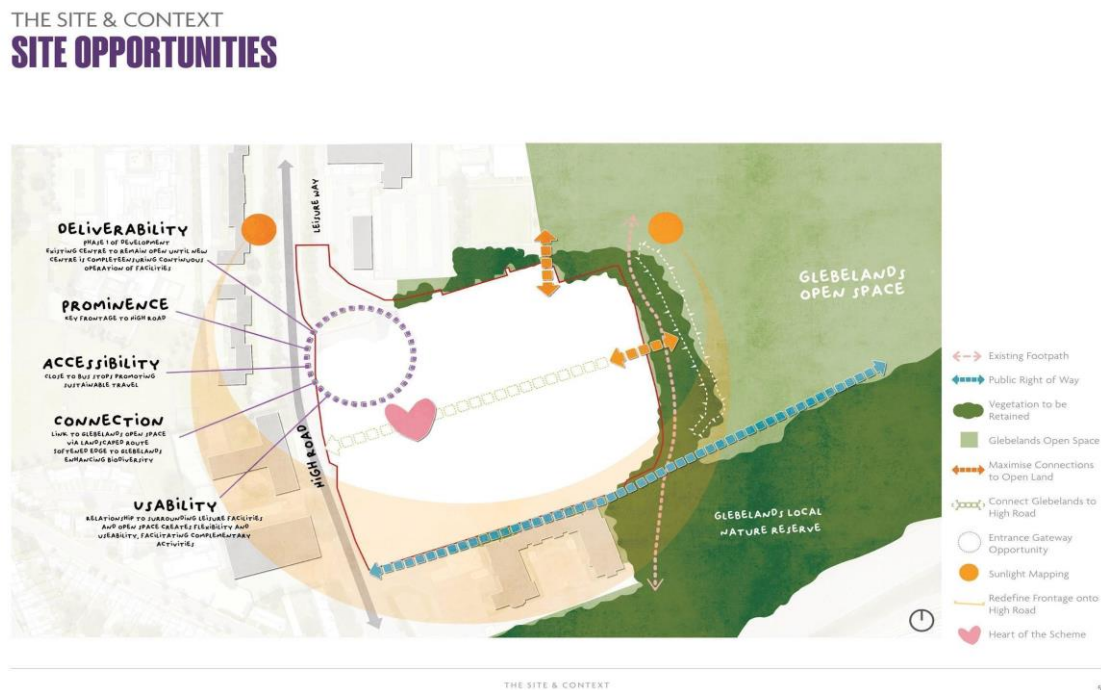 THE SITE & CONTEXT
SITE OPPORTUNITIES
DELIVERABILITY
PHASE 1 OF DEVELOPMENT
EXISTING CENTRE TO REMAIN OPEN UNTIL NEW
CENTRE IS COMPLETEENSURING CONTINUOUS
OPERATION OF FACILITIES
PROMINENCE
KEY FRONTAGE TO HIGH ROAD
ACCESSIBILITY
CLOSE TO BUS STOPS PROMOTING
SUSTAINABLE TRAVEL
CONNECTION
LINK TO GLEBELANDS OPEN SPACE
VIA LANDSCAPED ROUTE
SOFTENED EDGE TO GLEBELANDS
ENHANCING BIODIVERSITY
USABILITY
RELATIONSHIP TO SURROUNDING LEISURE FACILITIES
AND OPEN SPACE CREATES FLEXIBILITY AND
USEABILITY, FACILITATING COMPLEMENTARY
ACTIVITIES
LEISURE WAY
HIGH ROAD
GLEBELANDS
OPEN SPACE
GLEBELANDS LOCAL
NATURE RESERVE
Existing Footpath
Public Right of Way
Vegetation to be
Retained
Glebelands Open Space
Maximise Connections
to Open Land
Connect Glebelands to
High Road
Entrance Gateway
Opportunity
Sunlight Mapping
Redefine Frontage onto
High Road
Heart of the Scheme
THE SITE & CONTEXT